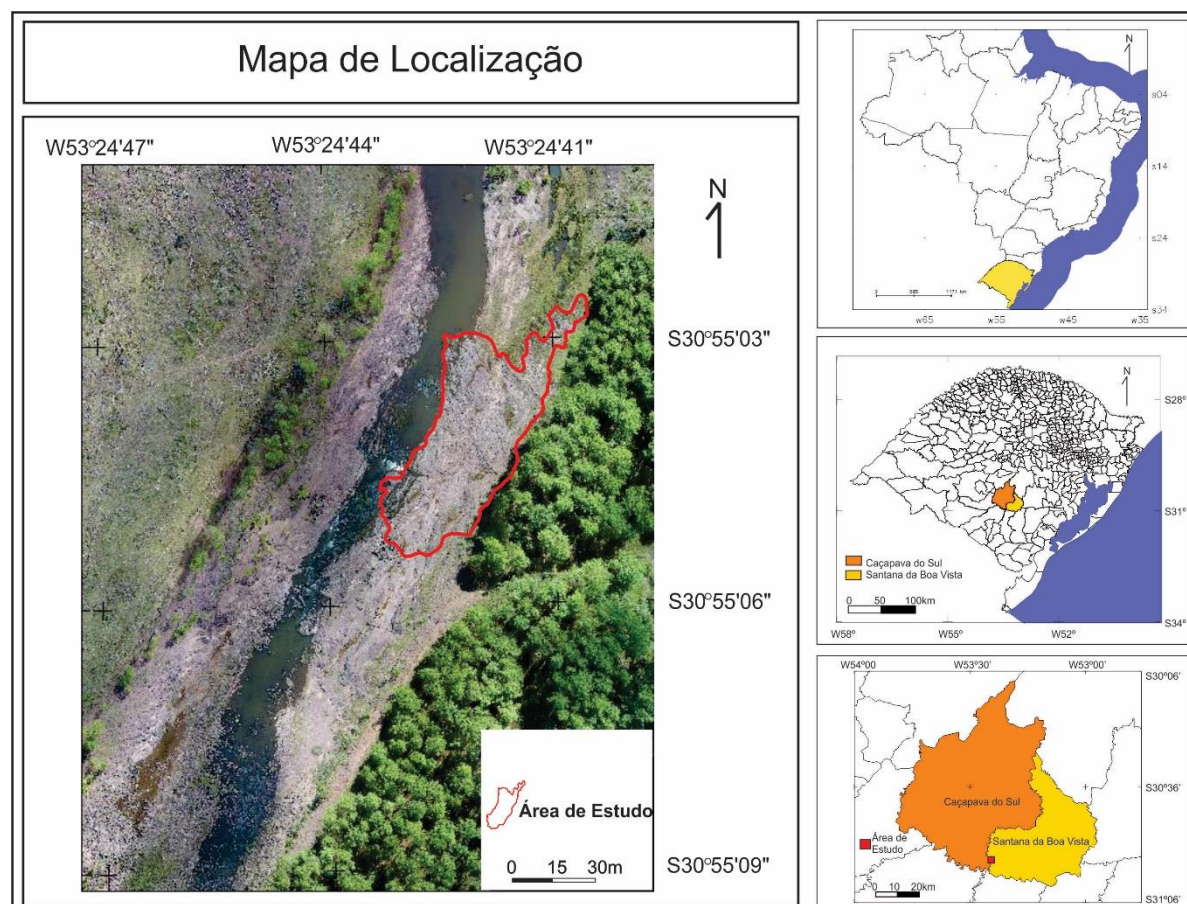 Mapa de Localização
W53°24'47"
W53°24'44"
W53°24'41"
N
S30°55'03"
S30°55'06"
S30°55'09"
Área de Estudo
0 15 30m
N
s04
s14
s24
s34
w65
w55
w45
w35
N
S28°
S31°
S34°
Caçapava do Sul
Santana da Boa Vista
0 50 100km
W58°
W55°
W52°
W54°00
W53°30
W53°00'
S30°06'
S30°36'
S31°06'
Caçapava do Sul
Santana da Boa Vista
Área de
Estudo
0 10 20km